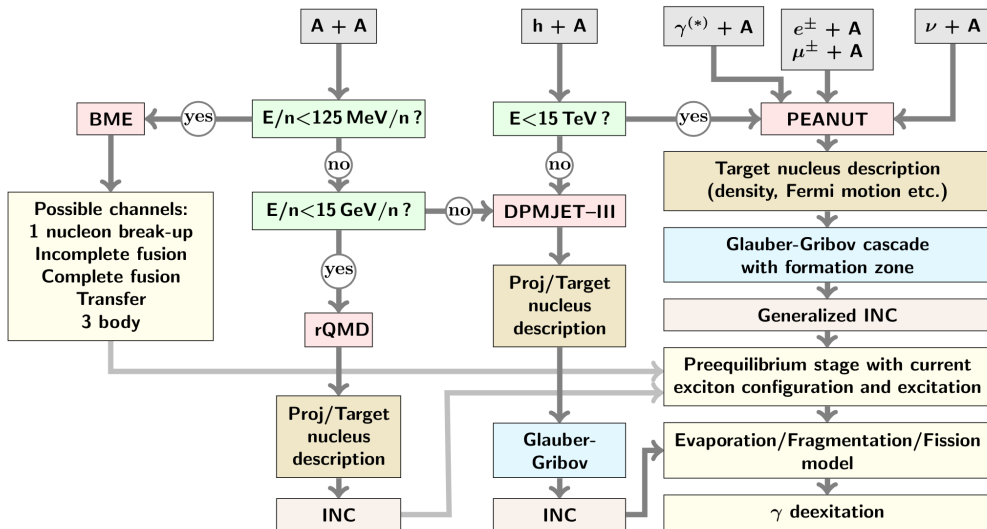 A + A
h + A
γ(*) + A
e± + A
μ± + A
ν + A
BME
yes
E/n<125 MeV/n ?
E<15 TeV ?
yes
PEANUT
no
no
Target nucleus description
(density, Fermi motion etc.)
Possible channels:
1 nucleon break-up
Incomplete fusion
Complete fusion
Transfer
3 body
E/n<15 GeV/n ?
no
DPMJET–III
Glauber-Gribov cascade
with formation zone
yes
Proj/Target
nucleus
description
rQMD
Generalized INC
Preequilibrium stage with current
exciton configuration and excitation
Proj/Target
nucleus
description
Glauber-
Gribov
Evaporation/Fragmentation/Fission
model
INC
INC
γ deexitation